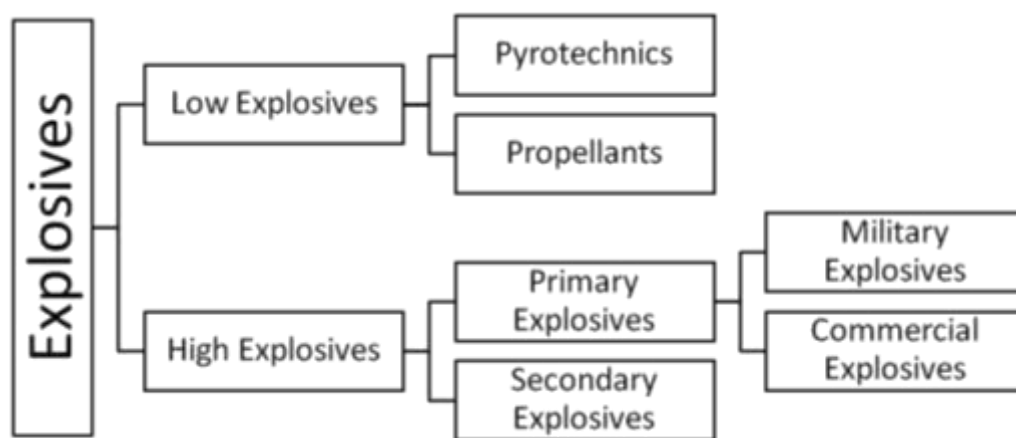 Explosives
Low Explosives
Pyrotechnics
Propellants
High Explosives
Primary
Explosives
Secondary
Explosives
Military
Explosives
Commercial
Explosives